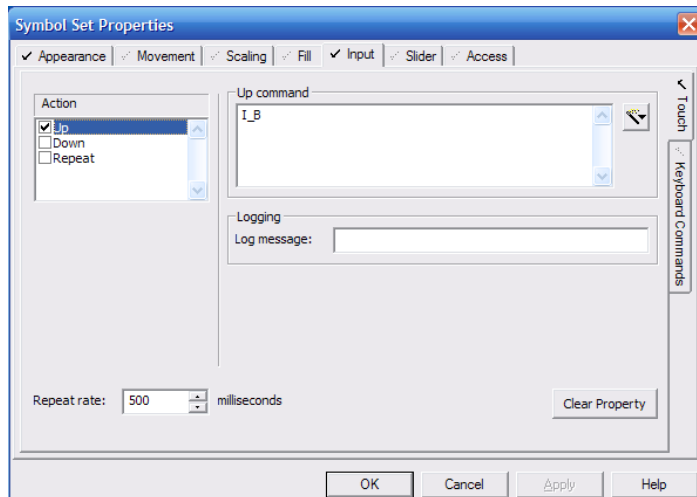 Symbol Set Properties
Appearance Movement Scaling Fill Input Slider Access
Action
Up
Down
Repeat
Up command
I_B
Logging
Log message:
Repeat rate: 500 milliseconds
Clear Property
Touch
Keyboard Commands
OK Cancel Apply Help